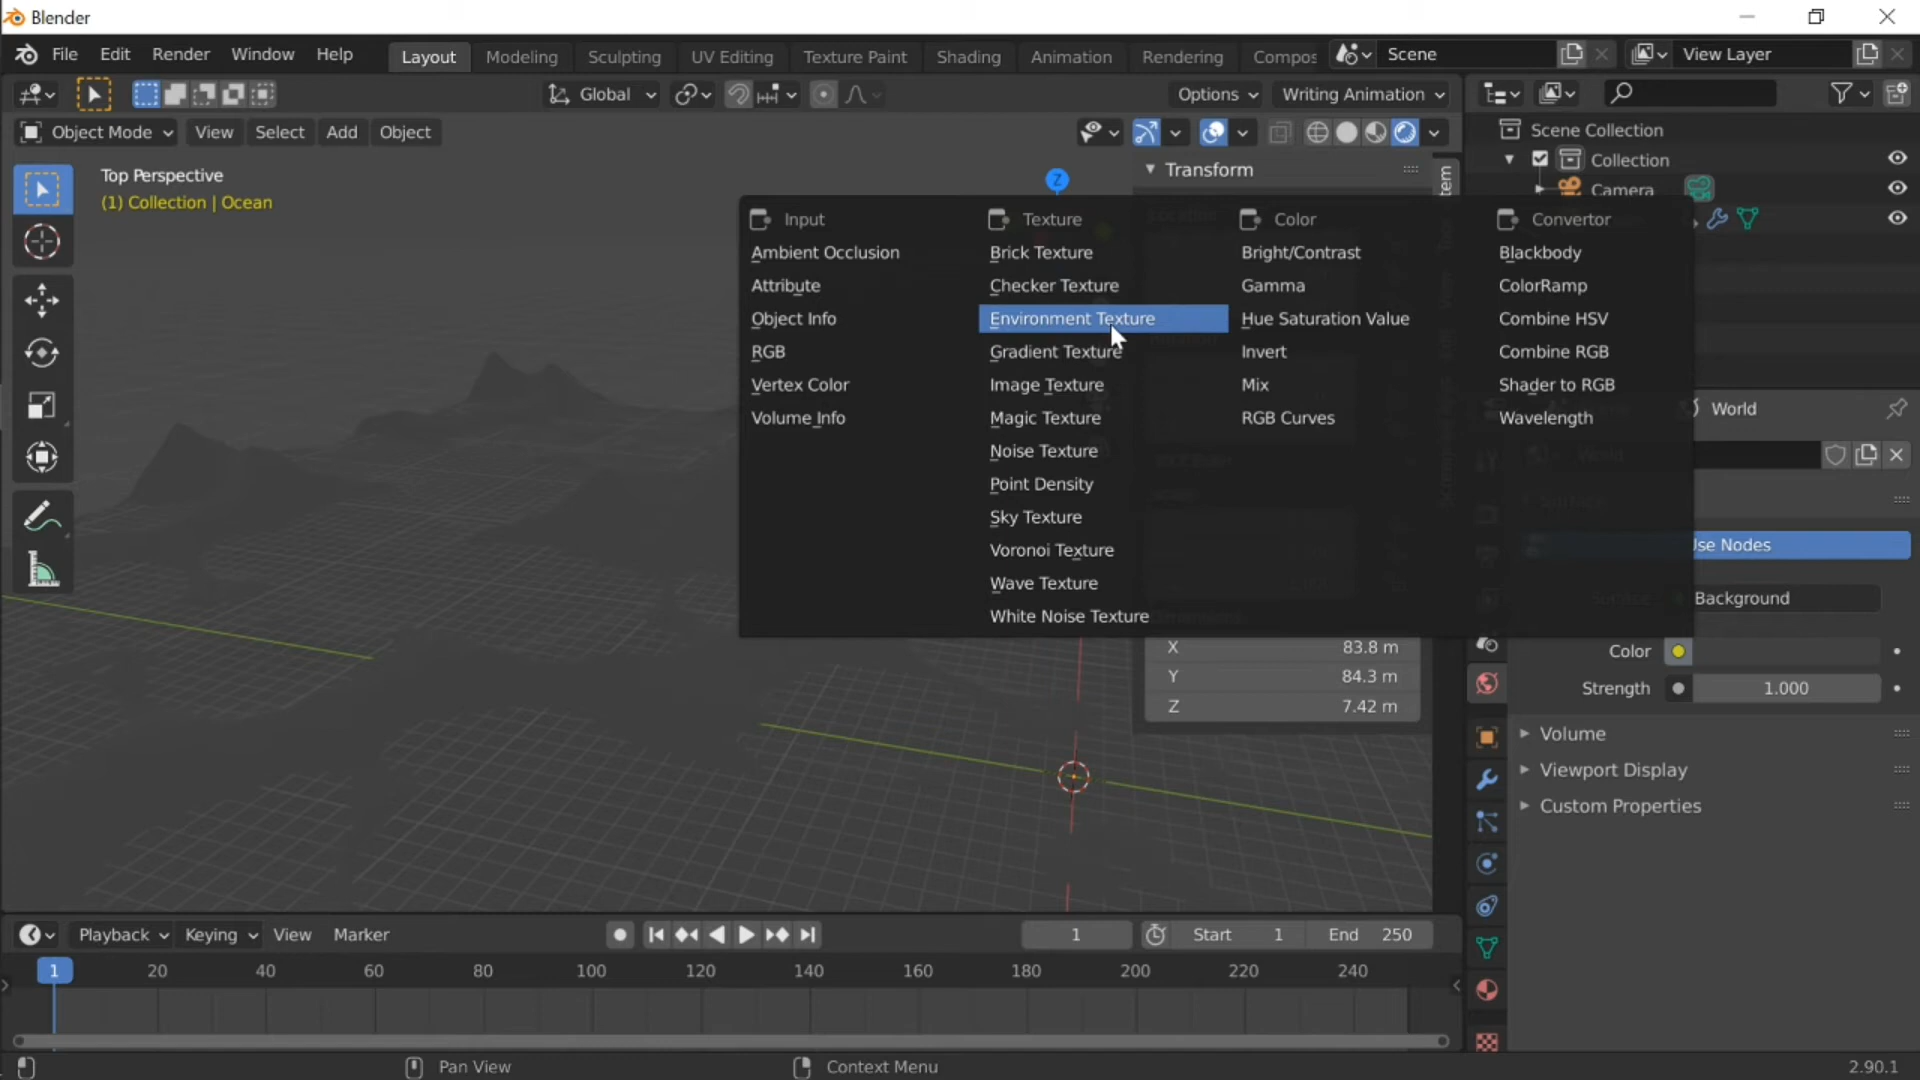 Blender
File Edit Render Window Help Layout Modeling Sculpting UV Editing Texture Paint Shading Animation Rendering Compos Scene View Layer
Global Options Writing Animation
Object Mode View Select Add Object
Scene Collection
Collection
Camera
Top Perspective
(1) Collection | Ocean
Z
Transform
Input Texture Color Convertor
Ambient Occlusion Brick Texture Bright/Contrast Blackbody
Attribute Checker Texture Gamma ColorRamp
Object Info Environment Texture Hue Saturation Value Combine HSV
RGB Gradient Texture Invert Combine RGB
Vertex Color Image Texture Mix Shader to RGB
Volume Info Magic Texture RGB Curves Wavelength
Noise Texture
Point Density
Sky Texture
Voronoi Texture
Wave Texture
White Noise Texture
X 83.8 m
Y 84.3 m
Z 7.42 m
World
Use Nodes
Background
Color
Strength 1.000
Volume
Viewport Display
Custom Properties
Playback Keying View Marker 1 Start 1 End 250
1 20 40 60 80 100 120 140 160 180 200 220 240
Pan View Context Menu 2.90.1